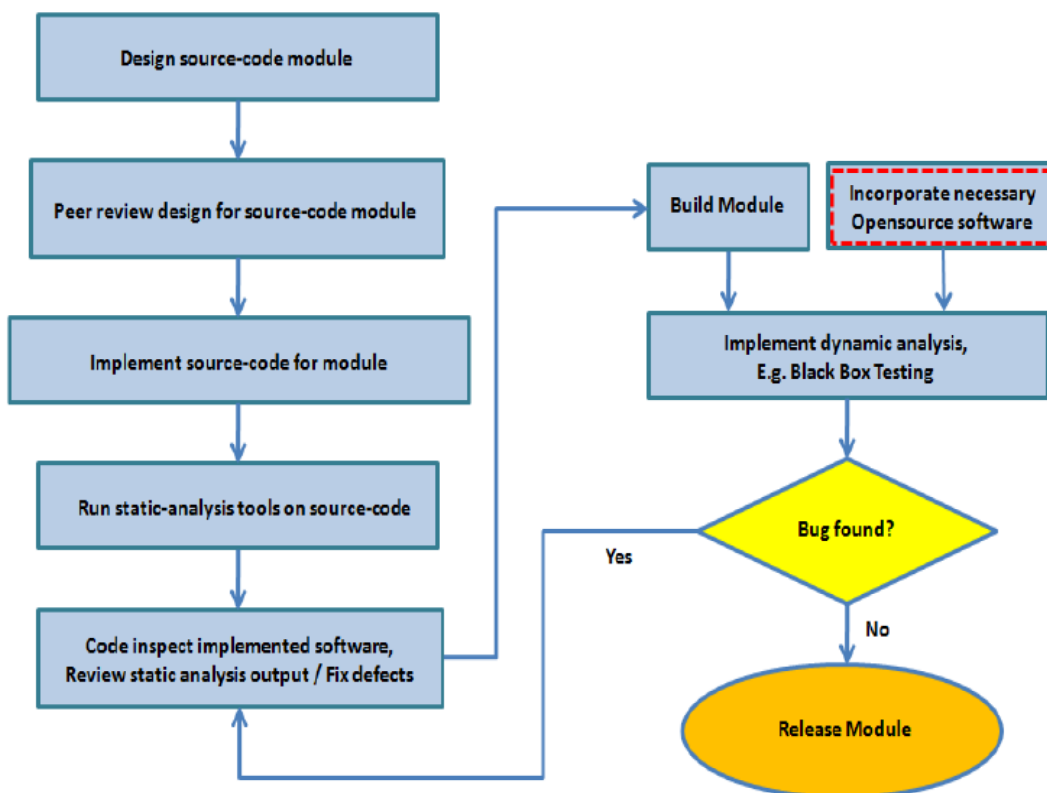 Design source-code module
Peer review design for source-code module
Implement source-code for module
Run static-analysis tools on source-code
Code inspect implemented software,
Review static analysis output / Fix defects
Build Module
Incorporate necessary
Opensource software
Implement dynamic analysis,
E.g. Black Box Testing
Bug found?
Yes
No
Release Module